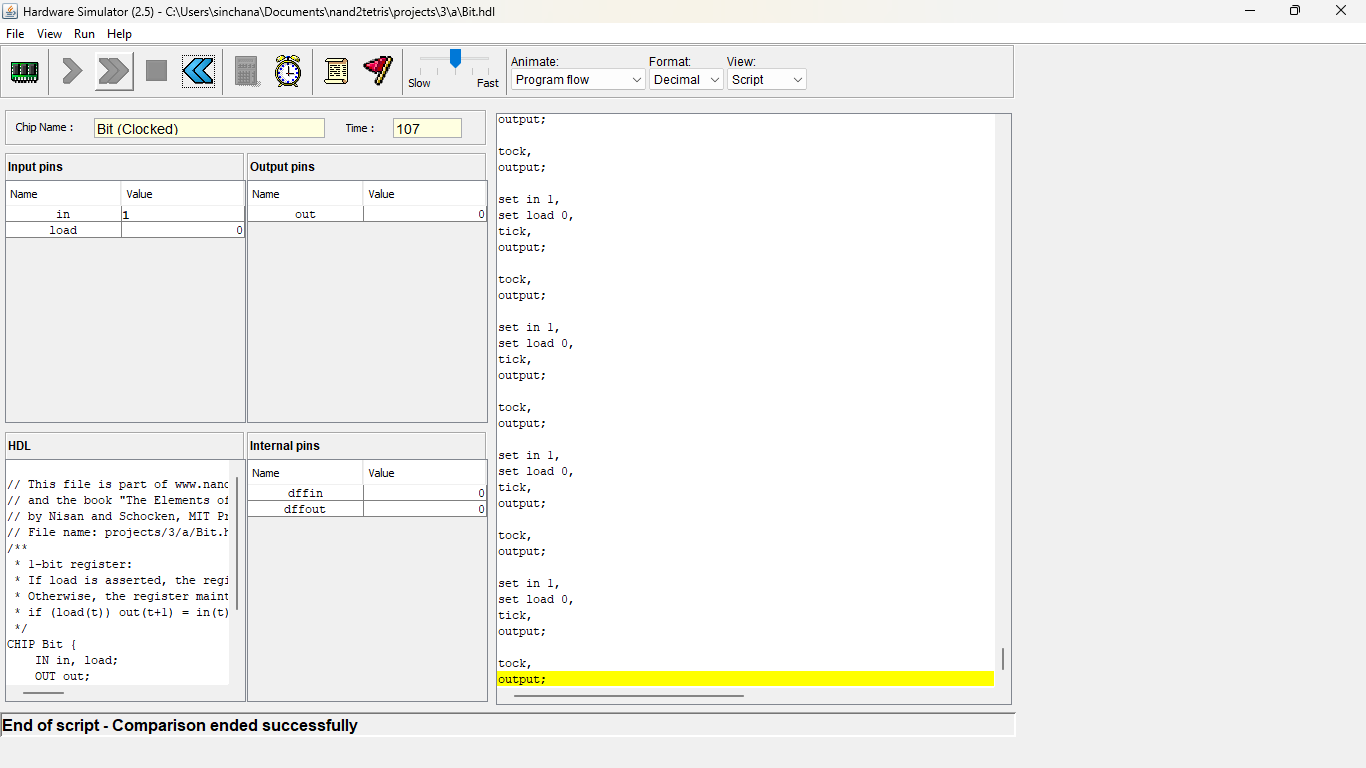 Hardware Simulator (2.5) - C:\Users\sinchana\Documents\nand2tetris\projects\3\a\Bit.hdl
File View Run Help
Slow Fast
Animate: Format: View:
Program flow Decimal Script
Chip Name : Bit (Clocked) Time : 107
Input pins
Name Value
in 1
load 0
Output pins
Name Value
out 0
HDL
// This file is part of www.nand
// and the book "The Elements of
// by Nisan and Schocken, MIT Pr
// File name: projects/3/a/Bit.h
/**
* 1-bit register:
* If load is asserted, the regi
* Otherwise, the register maint
* if (load(t)) out(t+1) = in(t)
*/
CHIP Bit {
IN in, load;
OUT out;
Internal pins
Name Value
dffin 0
dffout 0
output;
tock,
output;
set in 1,
set load 0,
tick,
output;
tock,
output;
set in 1,
set load 0,
tick,
output;
tock,
output;
set in 1,
set load 0,
tick,
output;
tock,
output;
set in 1,
set load 0,
tick,
output;
tock,
output;
End of script - Comparison ended successfully